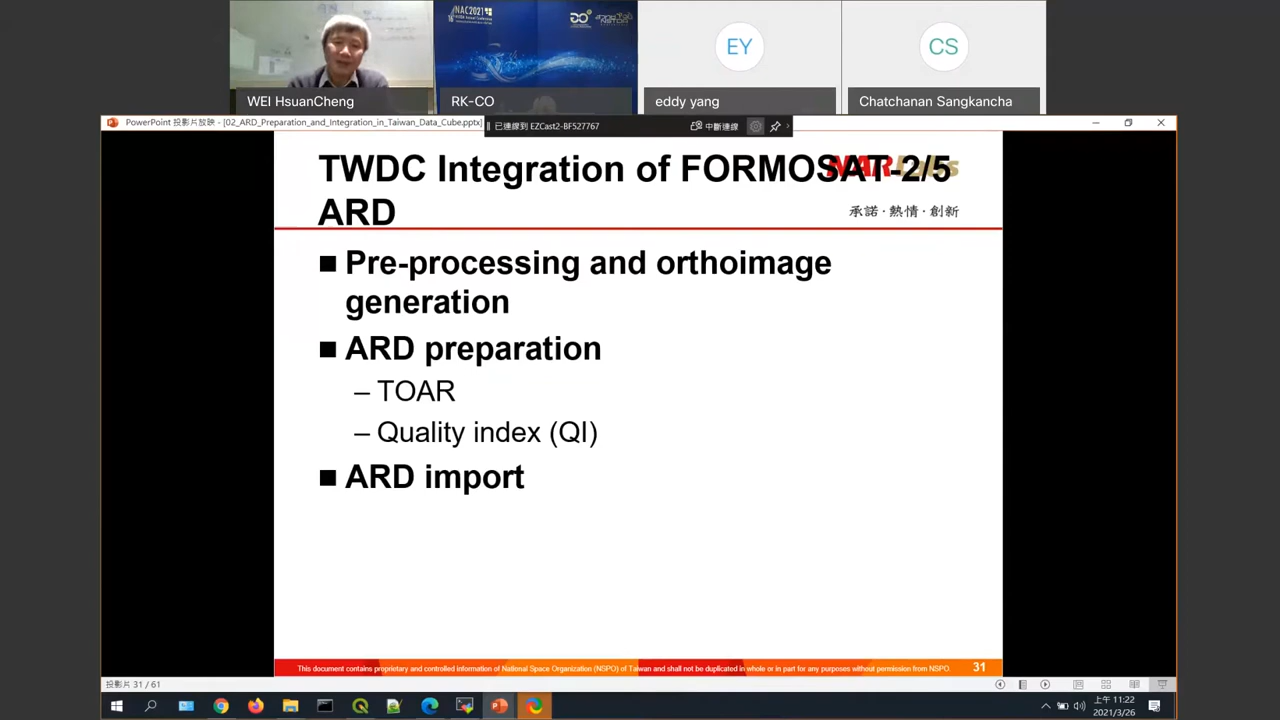 NAC2021
WEI HsuanCheng
RK-CO
EY
eddy yang
CS
Chatchanan Sangkancha
PowerPoint 投影片放映 - [02_ARD_Preparation_and_Integration_in_Taiwan_Data_Cube.pptx]
已連線到 EZCast2-BF527767
中斷連線
TWDC Integration of FORMOSAT-2/5
ARD
NARLabs
承諾·熱情·創新
■ Pre-processing and orthoimage
generation
■ ARD preparation
– TOAR
– Quality index (QI)
■ ARD import
This document contains proprietary and controlled information of National Space Organization (NSPO) of Taiwan and shall not be duplicated in whole or in part for any purposes without permission from NSPO.
31
投影片 31 / 61
上午 11:22
2021/3/26